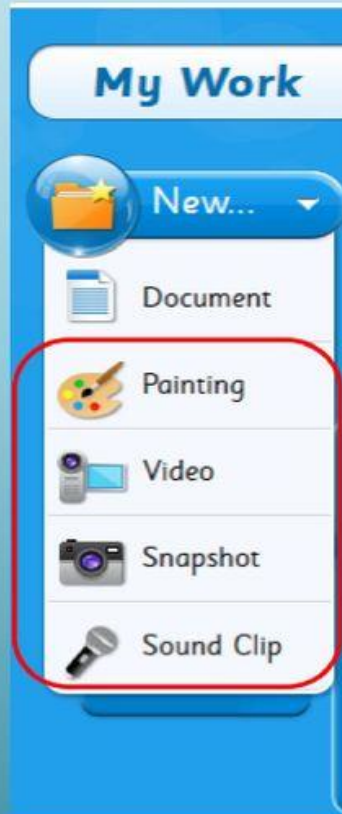 My Work
New...
Document
Painting
Video
Snapshot
Sound Clip